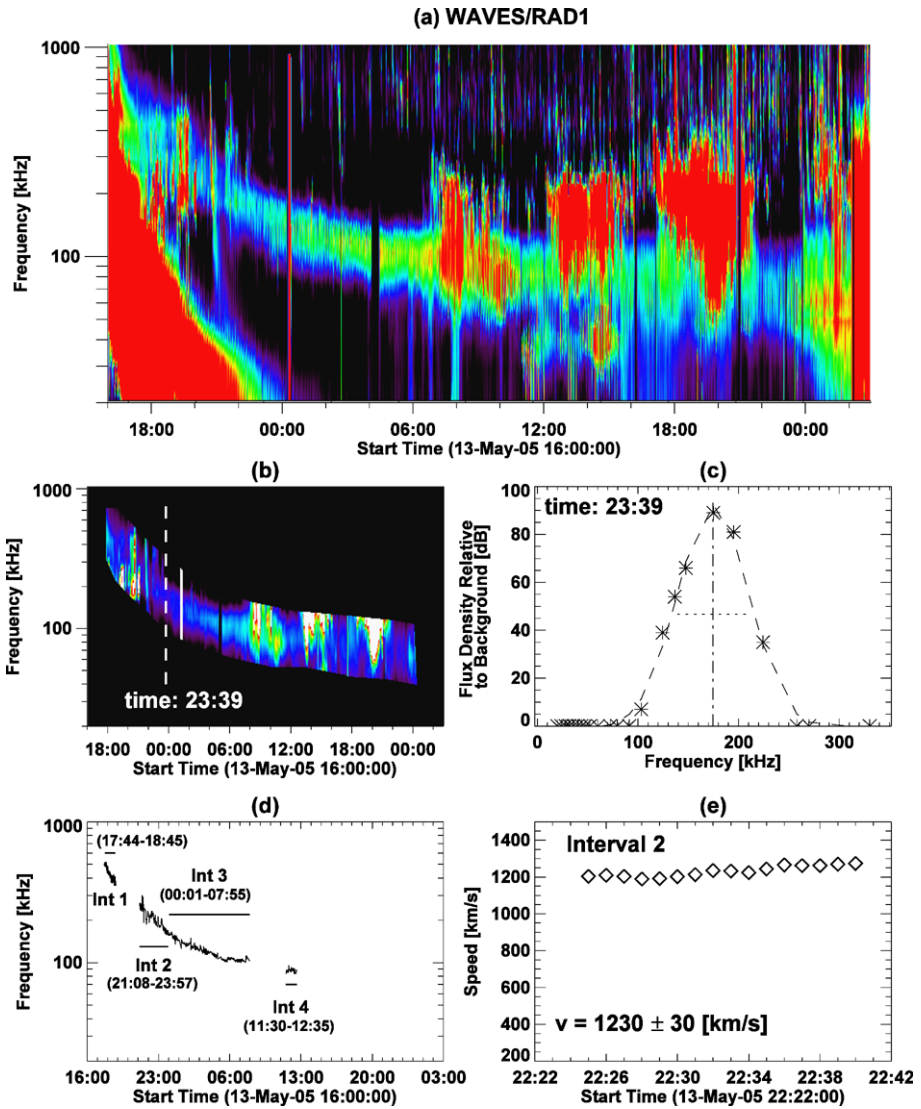 (a) WAVES/RAD1
1000
100
Frequency [kHz]
18:00 00:00 06:00 12:00 18:00 00:00
Start Time (13-May-05 16:00:00)
(b)
1000
100
Frequency [kHz]
time: 23:39
18:00 00:00 06:00 12:00 18:00 00:00
Start Time (13-May-05 16:00:00)
(c)
time: 23:39
100
80
60
40
20
0
Flux Density Relative
to Background [dB]
0 100 200 300
Frequency [kHz]
(d)
1000
100
Frequency [kHz]
(17:44-18:45)
Int 1
Int 3
(00:01-07:55)
Int 2
(21:08-23:57)
Int 4
(11:30-12:35)
16:00 23:00 06:00 13:00 20:00 03:00
Start Time (13-May-05 16:00:00)
(e)
Interval 2
1400
1200
1000
800
600
400
200
Speed [km/s]
v = 1230 ± 30 [km/s]
22:22 22:26 22:30 22:34 22:38 22:42
Start Time (13-May-05 22:22:00)